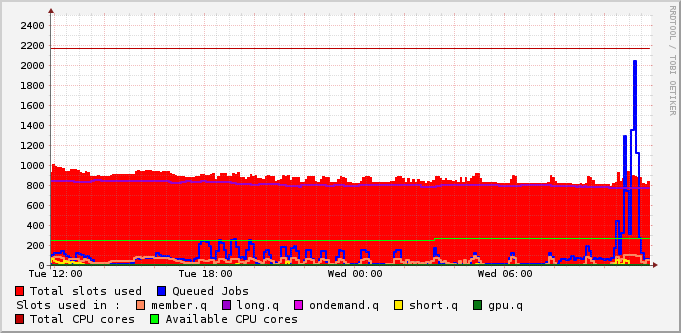 RRDTOOL / TOBI OETIKER
2400
2200
2000
1800
1600
1400
1200
1000
800
600
400
200
0
Tue 12:00 Tue 18:00 Wed 00:00 Wed 06:00
Total slots used Queued Jobs
Slots used in : member.q long.q ondemand.q short.q gpu.q
Total CPU cores Available CPU cores